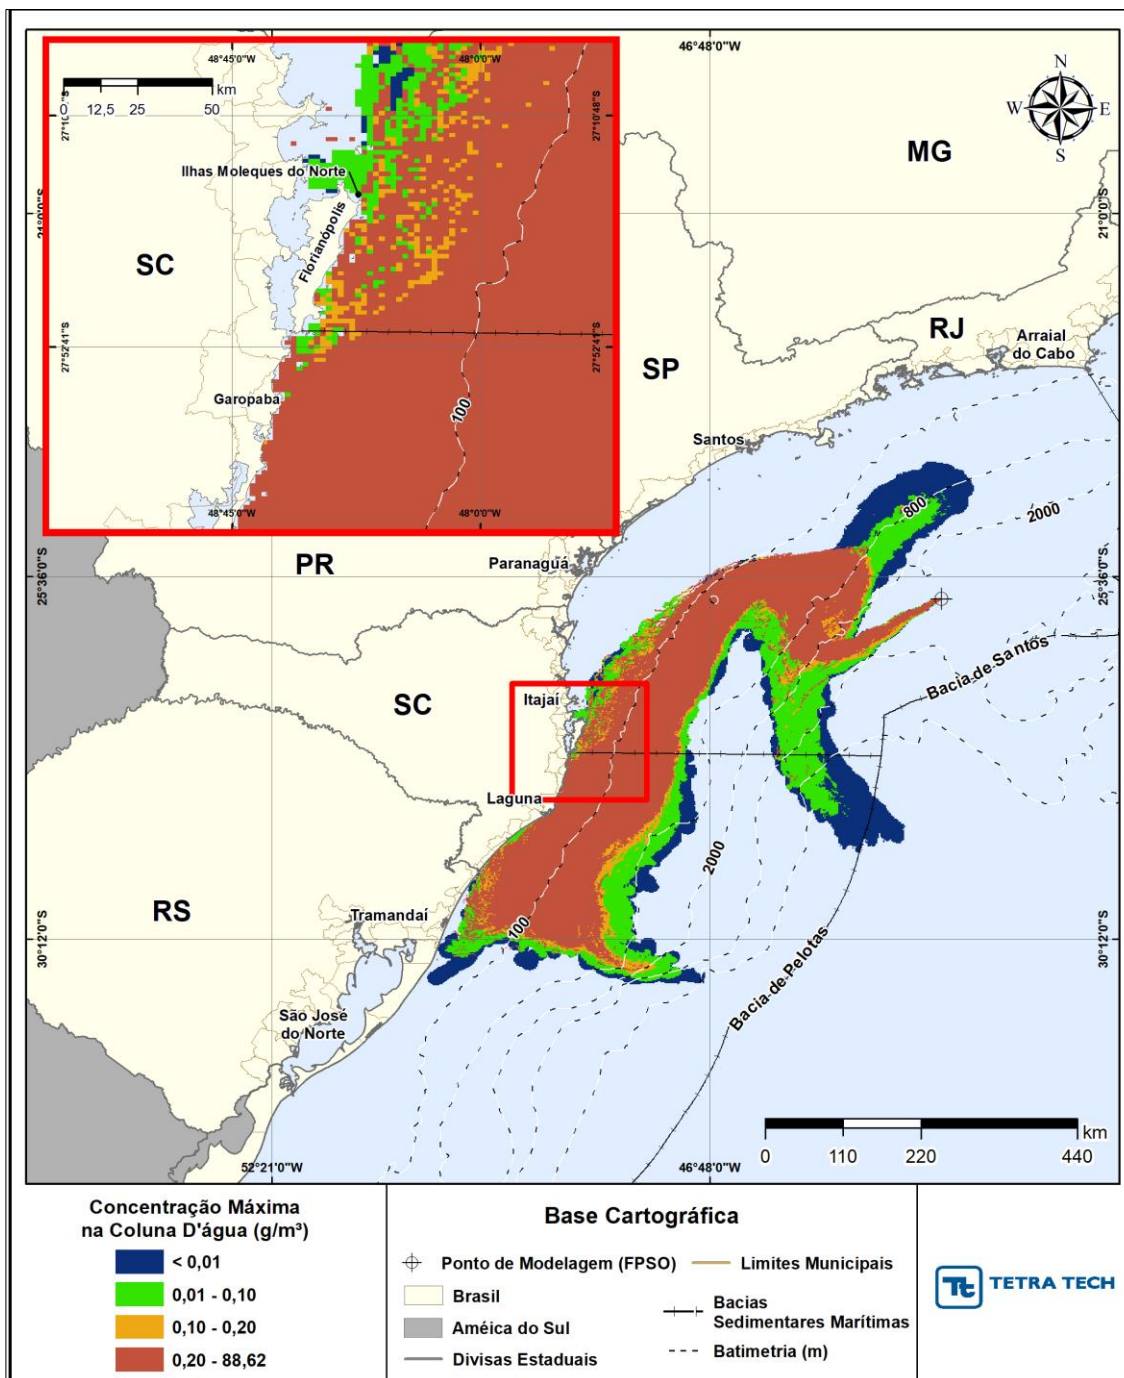 46°48'0"W
48°45'0"W
48°0'0"W
km
0
12,5
25
50
27°10'48"S
Ilhas Moleques do Norte
Florianópolis
SC
27°52'41"S
27°52'41"S
Garopaba
100
48°45'0"W
48°0'0"W
N
W
E
S
MG
21°0'0"S
RJ
Arraial
do Cabo
SP
Santos
800
2000
PR
Paranaguá
25°36'0"S
25°36'0"S
Bacia de Santos
SC
Itajaí
Laguna
2000
RS
Tramandaí
100
30°12'0"S
30°12'0"S
Bacia de Pelotas
São José
do Norte
km
0
110
220
440
52°21'0"W
46°48'0"W
Concentração Máxima
na Coluna D'água (g/m³)
< 0,01
0,01 - 0,10
0,10 - 0,20
0,20 - 88,62
Base Cartográfica
Ponto de Modelagem (FPSO)
Limites Municipais
Brasil
Bacias
Sedimentares Marítimas
Améica do Sul
Divisas Estaduais
Batimetria (m)
Tt TETRA TECH